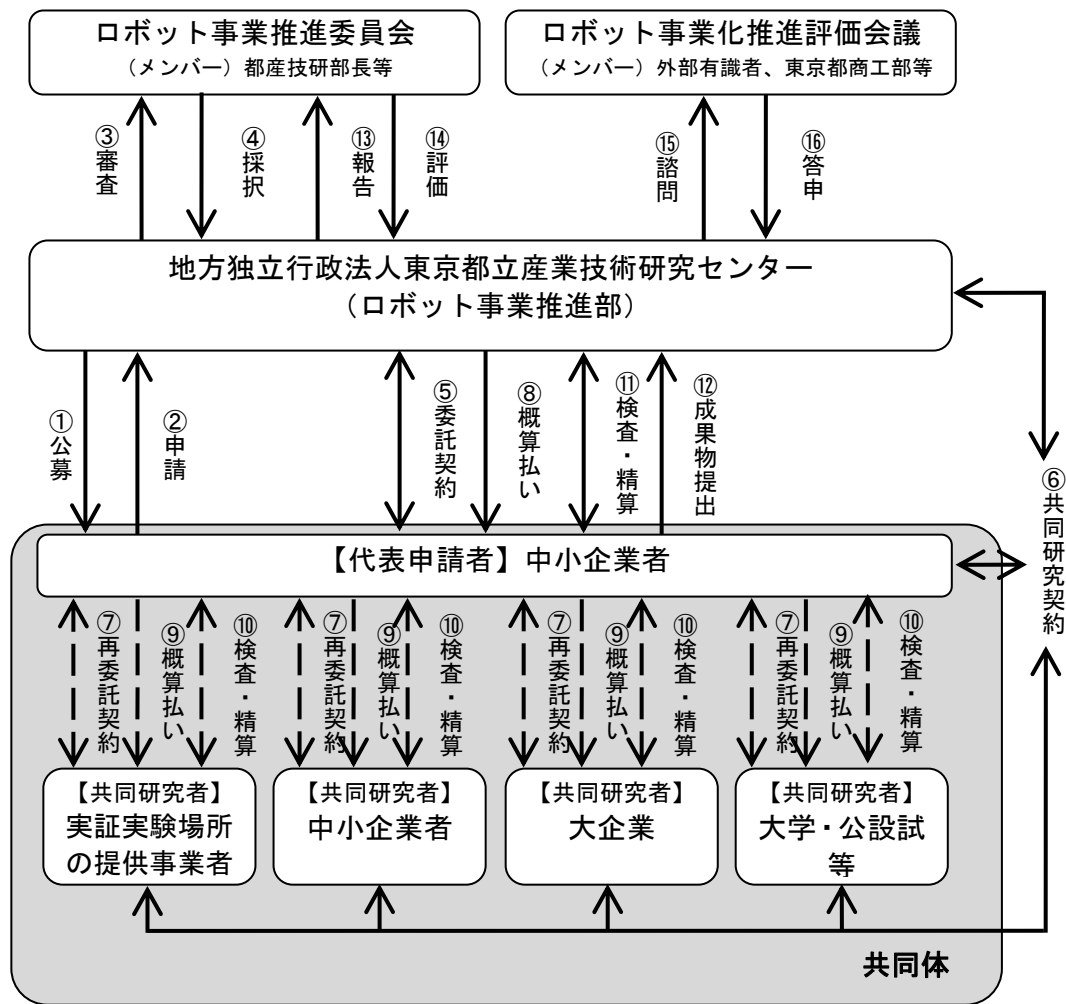 ロボット事業推進委員会
（メンバー）都産技研部長等
ロボット事業化推進評価会議
（メンバー）外部有識者、東京都商工部等
③審査
④採択
⑬報告
⑭評価
⑮諮問
⑯答申
地方独立行政法人東京都立産業技術研究センター
（ロボット事業推進部）
①公募
②申請
⑤委託契約
⑧概算払い
⑪検査・精算
⑫成果物提出
⑥共同研究契約
【代表申請者】中小企業者
⑦再委託契約
⑨概算払い
⑩検査・精算
⑦再委託契約
⑨概算払い
⑩検査・精算
⑦再委託契約
⑨概算払い
⑩検査・精算
⑦再委託契約
⑨概算払い
⑩検査・精算
【共同研究者】
実証実験場所
の提供事業者
【共同研究者】
中小企業者
【共同研究者】
大企業
【共同研究者】
大学・公設試
等
共同体